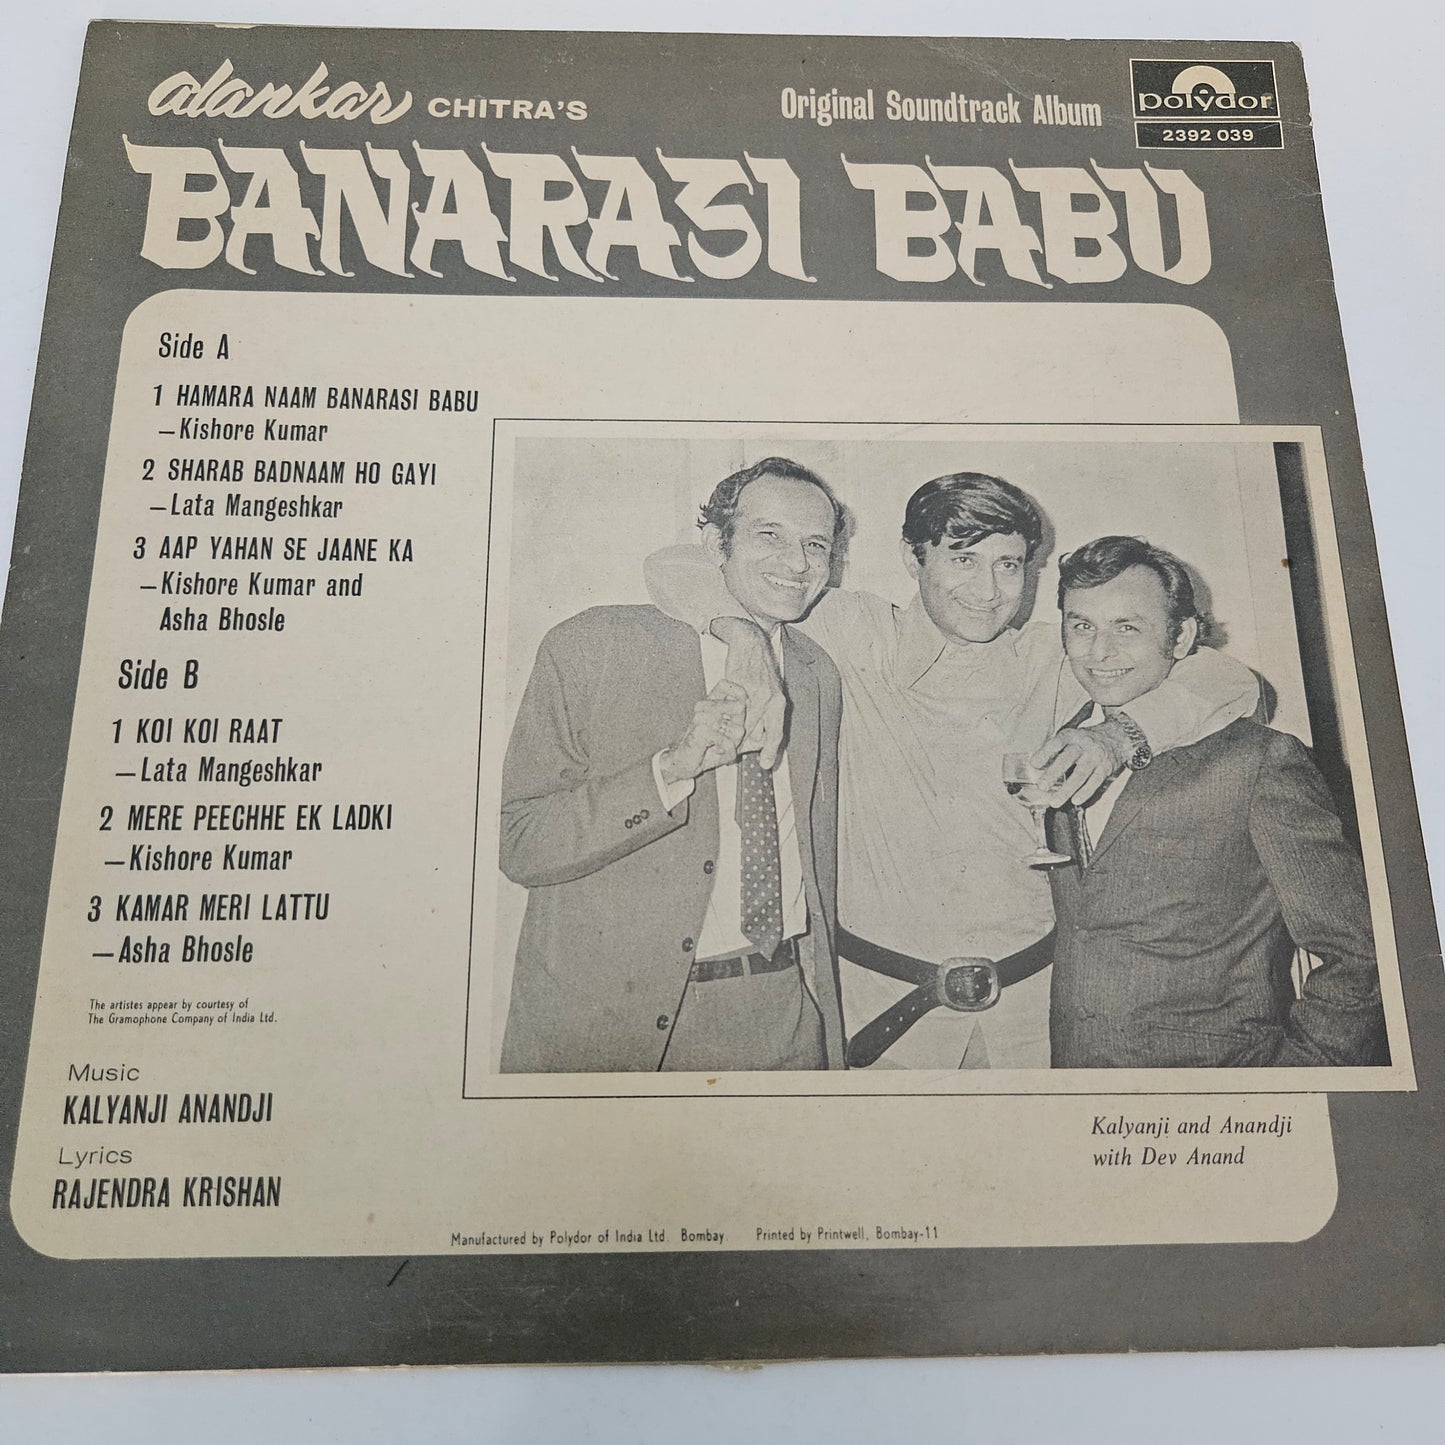 alankar CHITRA'S
Original Soundtrack Album
polydor
2392 039
BANARASI BABU
Side A
1 HAMARA NAAM BANARASI BABU
—Kishore Kumar
2 SHARAB BADNAAM HO GAYI
—Lata Mangeshkar
3 AAP YAHAN SE JAANE KA
—Kishore Kumar and
Asha Bhosle
Side B
1 KOI KOI RAAT
—Lata Mangeshkar
2 MERE PEECHHE EK LADKI
—Kishore Kumar
3 KAMAR MERI LATTU
—Asha Bhosle
The artistes appear by courtesy of
The Gramophone Company of India Ltd.
Music
KALYANJI ANANDJI
Lyrics
RAJENDRA KRISHAN
Kalyanji and Anandji
with Dev Anand
Manufactured by Polydor of India Ltd. Bombay. Printed by Printwell, Bombay-11